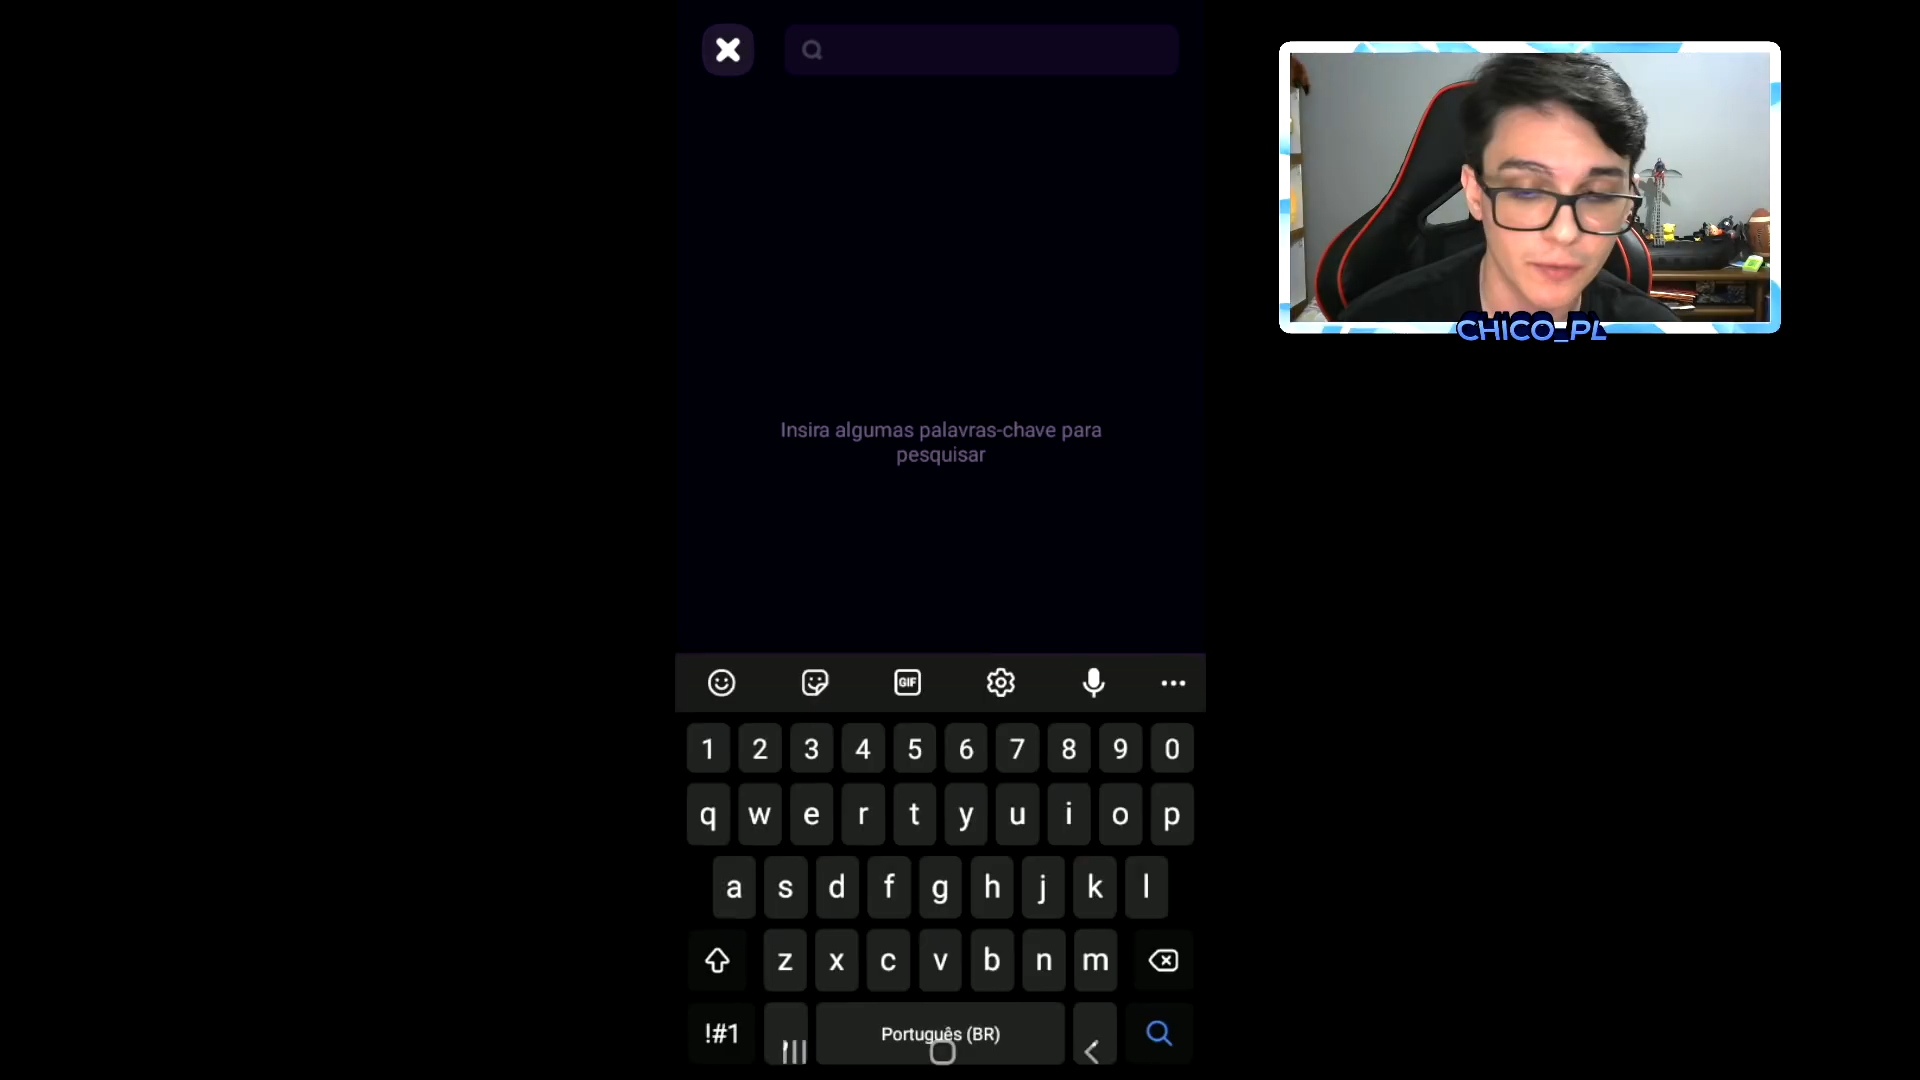 CHICO_PL
Insira algumas palavras-chave para
pesquisar
GIF
1 2 3 4 5 6 7 8 9 0
q w e r t y u i o p
a s d f g h j k l
z x c v b n m
!#1 Português (BR)